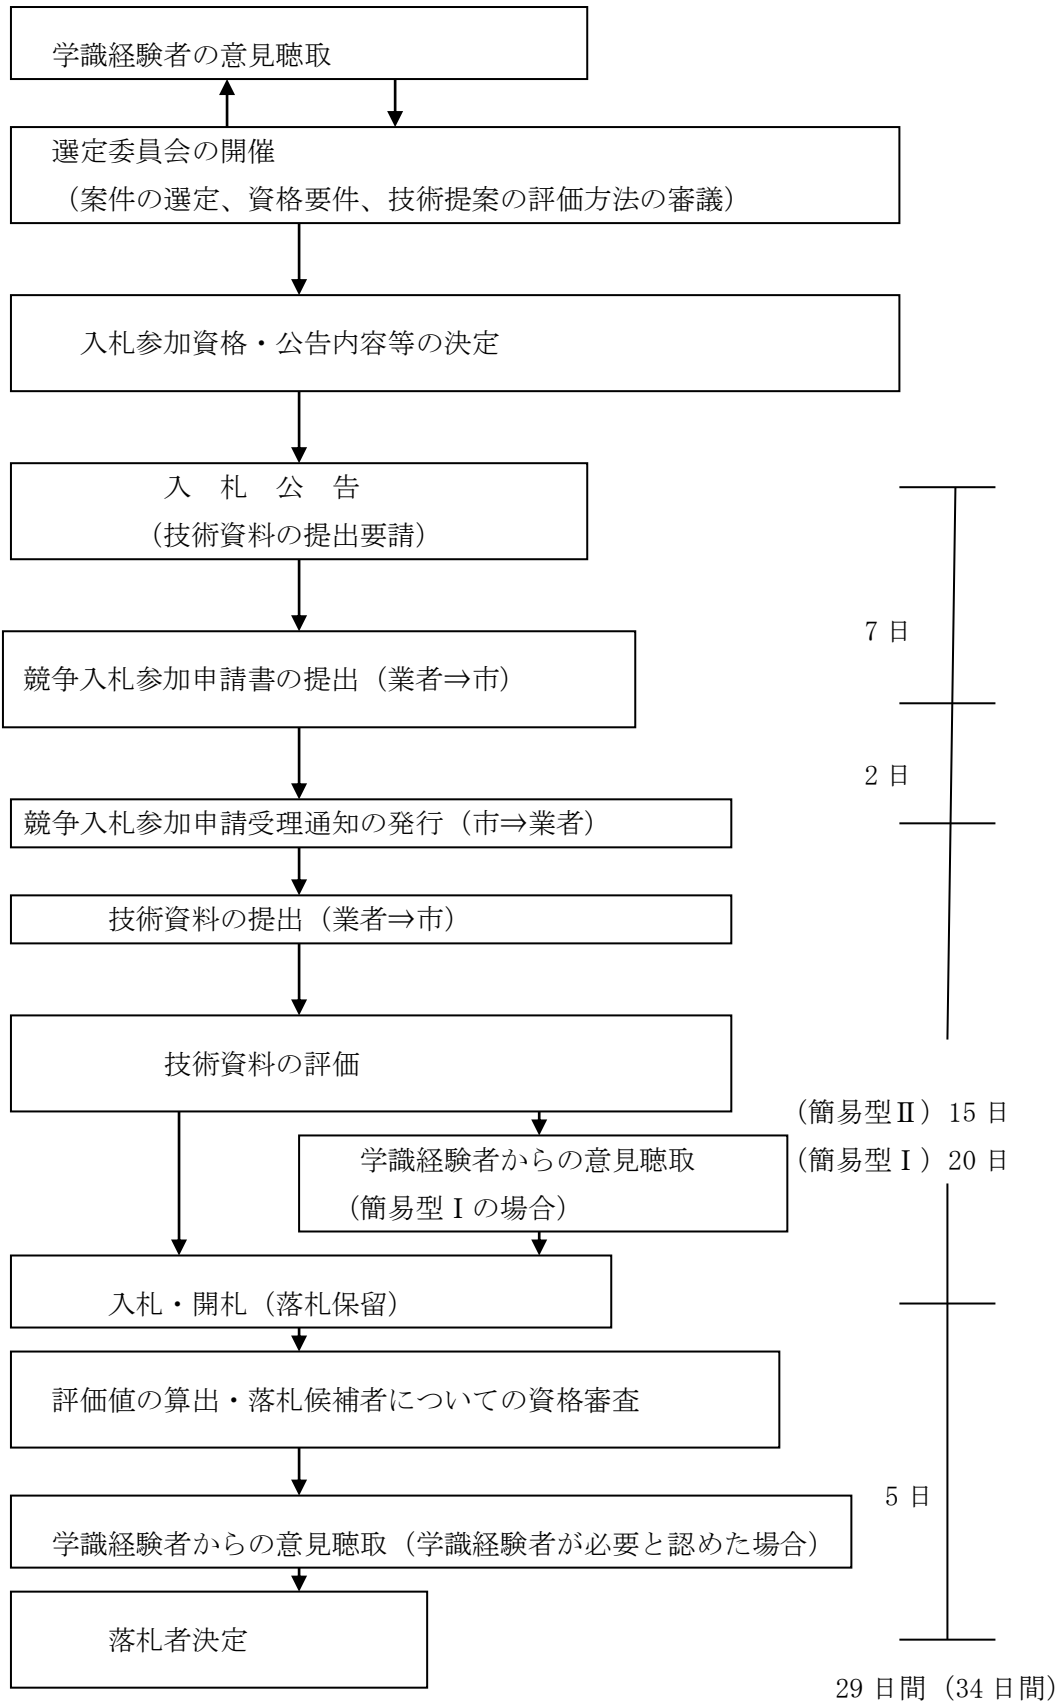 学識経験者の意見聴取
選定委員会の開催
（案件の選定、資格要件、技術提案の評価方法の審議）
入札参加資格・公告内容等の決定
入　札　公　告
（技術資料の提出要請）
7 日
競争入札参加申請書の提出（業者⇒市）
2 日
競争入札参加申請受理通知の発行（市⇒業者）
技術資料の提出（業者⇒市）
技術資料の評価
（簡易型Ⅱ）15 日
（簡易型Ⅰ）20 日
学識経験者からの意見聴取
（簡易型Ⅰの場合）
入札・開札（落札保留）
評価値の算出・落札候補者についての資格審査
5 日
学識経験者からの意見聴取（学識経験者が必要と認めた場合）
落札者決定
29 日間（34 日間）